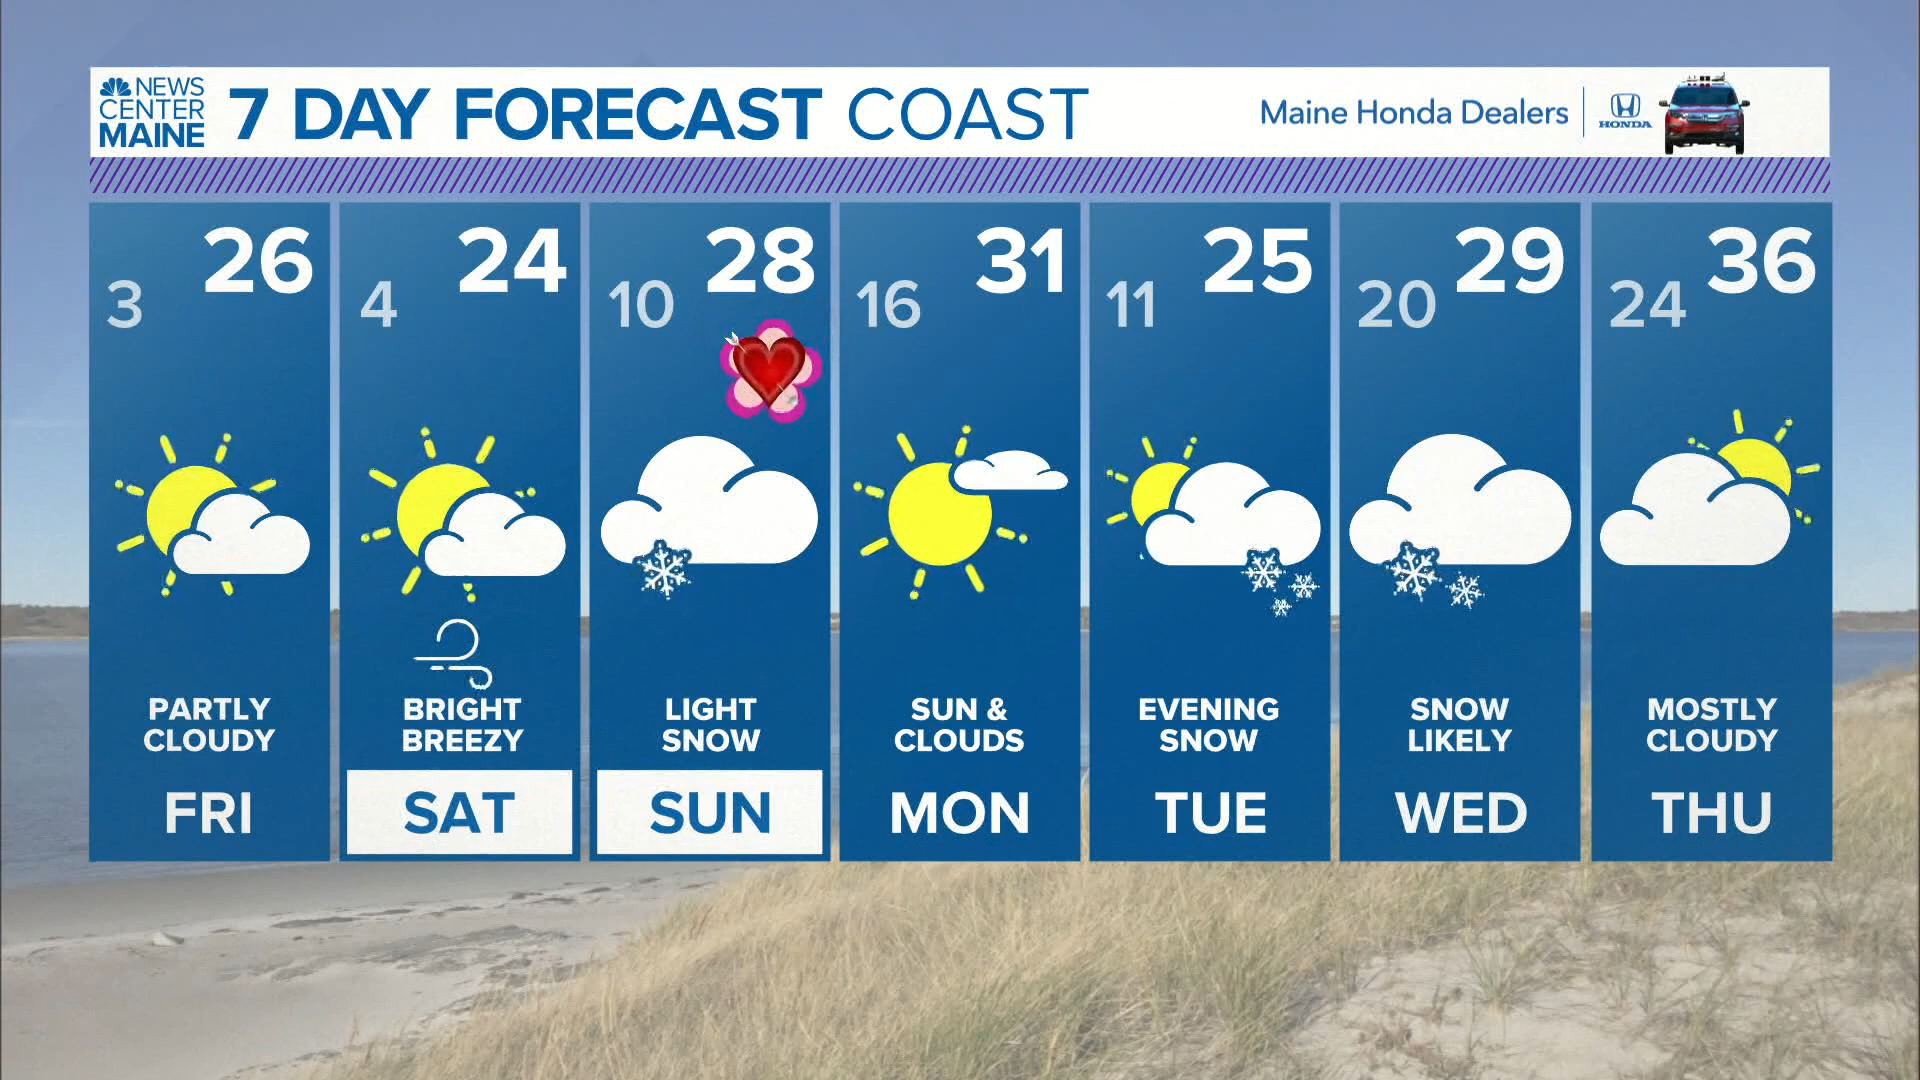 NEWS
CENTER
MAINE
7 DAY FORECAST COAST
Maine Honda Dealers
HONDA
3 26
PARTLY
CLOUDY
FRI
4 24
BRIGHT
BREEZY
SAT
10 28
LIGHT
SNOW
SUN
16 31
SUN &
CLOUDS
MON
11 25
EVENING
SNOW
TUE
20 29
SNOW
LIKELY
WED
24 36
MOSTLY
CLOUDY
THU